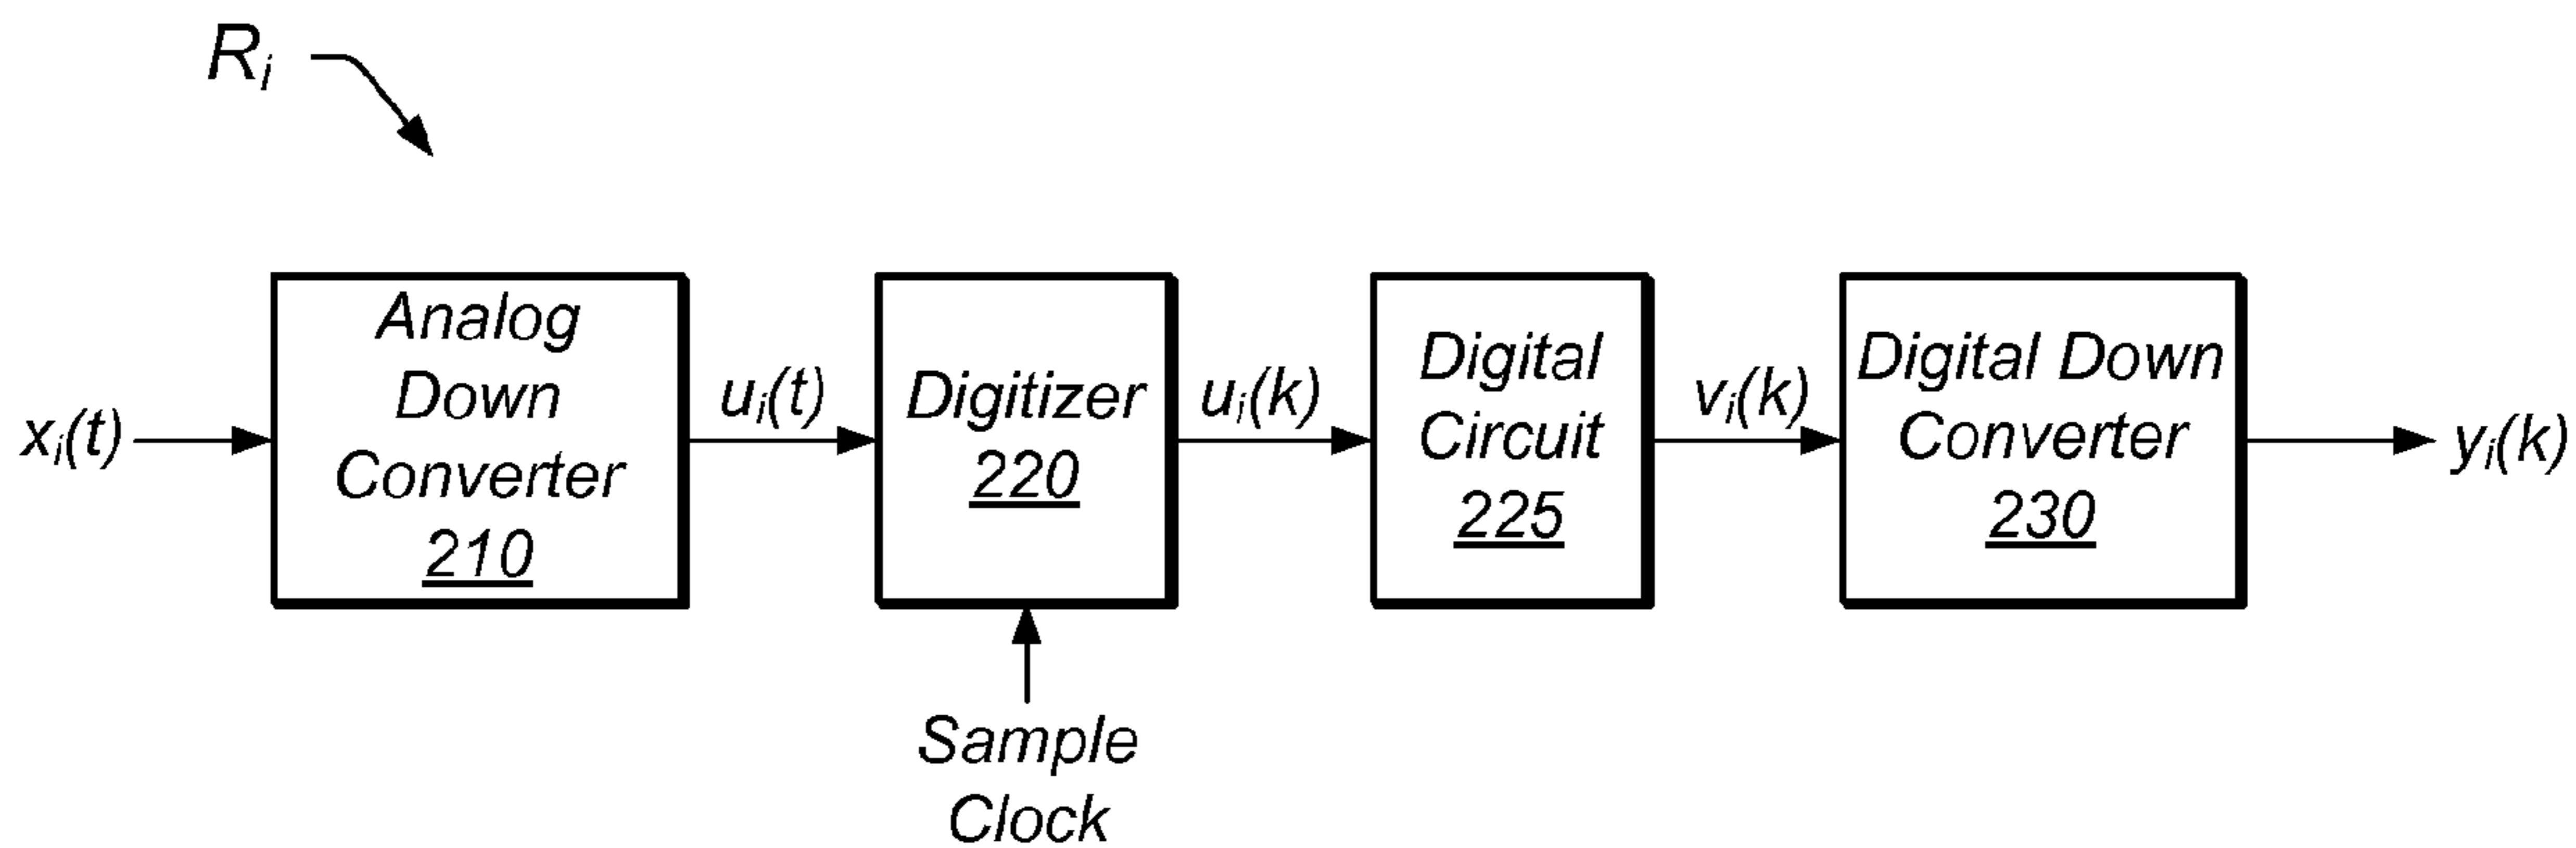 Rᵢ
xᵢ(t)
Analog
Down
Converter
210
uᵢ(t)
Digitizer
220
Sample
Clock
uᵢ(k)
Digital
Circuit
225
vᵢ(k)
Digital Down
Converter
230
yᵢ(k)